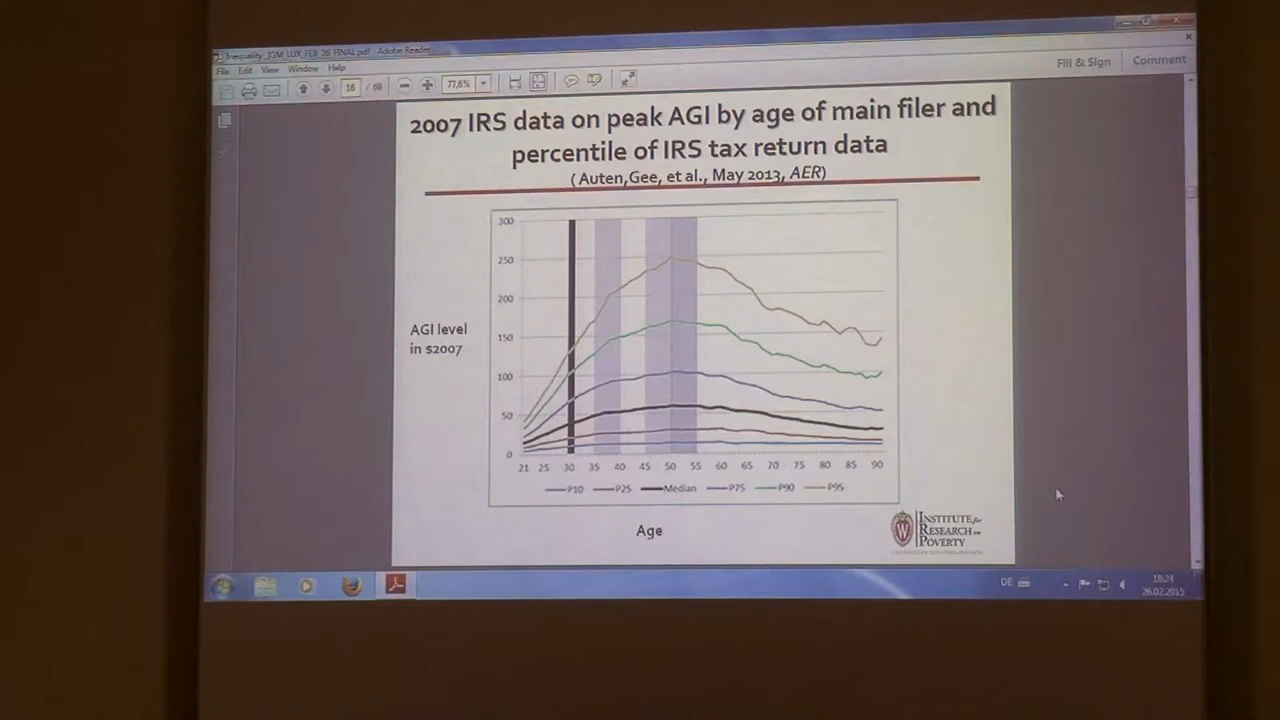 Inequality_IGM_LUX_FEB_26_FINAL.pdf - Adobe Reader
File Edit View Window Help
16 / 68 77,6% Fill & Sign Comment
2007 IRS data on peak AGI by age of main filer and
percentile of IRS tax return data
( Auten,Gee, et al., May 2013, AER)
AGI level
in $2007
300
250
200
150
100
50
0
21 25 30 35 40 45 50 55 60 65 70 75 80 85 90
P10 P25 Median P75 P90 P95
Age
INSTITUTE for
RESEARCH on
POVERTY
DE
18:24
26.02.2015